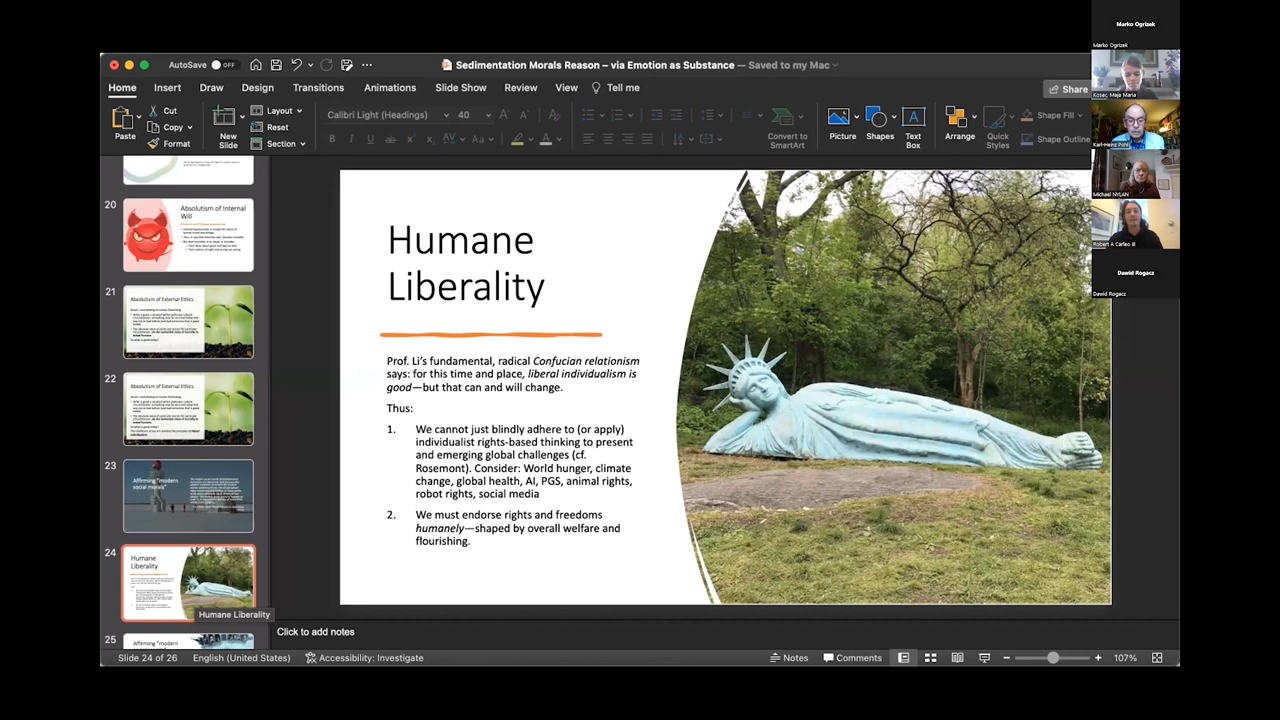 Marko Ogrizek
Marko Ogrizek
AutoSave OFF
Sedimentation Morals Reason – via Emotion as Substance — Saved to my Mac
Kosec, Maja Maria
Home Insert Draw Design Transitions Animations Slide Show Review View Tell me
Share
Paste
Cut
Copy
Format
New
Slide
Layout
Reset
Section
Calibri Light (Headings) 40
Convert to
SmartArt
Picture
Shapes
Text
Box
Arrange
Quick
Styles
Shape Fill
Shape Outline
Karl-Heinz Pohl
Michael NYLAN
Robert A Carleo III
Dawid Rogacz
Dawid Rogacz
20
Absolutism of Internal
Will
21
Absolutism of External Ethics
22
Absolutism of External Ethics
23
Affirming "modern
social morals"
24
Humane
Liberality
Humane Liberality
25
Affirming "modern
Humane
Liberality
Prof. Li's fundamental, radical Confucian relationism
says: for this time and place, liberal individualism is
good—but that can and will change.
Thus:
1. We cannot just blindly adhere to (or apply)
individualist rights-based thinking to present
and emerging global challenges (cf.
Rosemont). Consider: World hunger, climate
change, global health, AI, PGS, animal rights,
robot rights, social media
2. We must endorse rights and freedoms
humanely—shaped by overall welfare and
flourishing.
Click to add notes
Slide 24 of 26 English (United States) Accessibility: Investigate
Notes Comments 107%